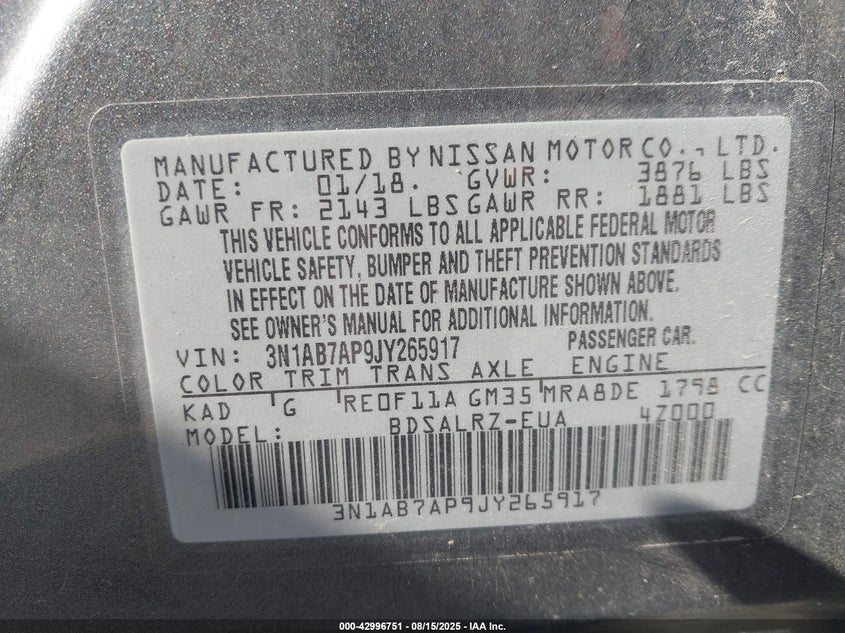 MANUFACTURED BY NISSAN MOTOR CO., LTD.
DATE: 01/18. GVWR: 3876 LBS
GAWR FR: 2143 LBS GAWR RR: 1881 LBS
THIS VEHICLE CONFORMS TO ALL APPLICABLE FEDERAL MOTOR
VEHICLE SAFETY, BUMPER AND THEFT PREVENTION STANDARDS
IN EFFECT ON THE DATE OF MANUFACTURE SHOWN ABOVE.
SEE OWNER'S MANUAL FOR ADDITIONAL INFORMATION.
VIN: 3N1AB7AP9JY265917 PASSENGER CAR.
COLOR TRIM TRANS AXLE ENGINE
KAD G RE0F11A GM35 MRA8DE 1798 CC
MODEL: BDSALRZ-EUA 4Z000
3N1AB7AP9JY265917
000-42996751 - 08/15/2025 - IAA Inc.